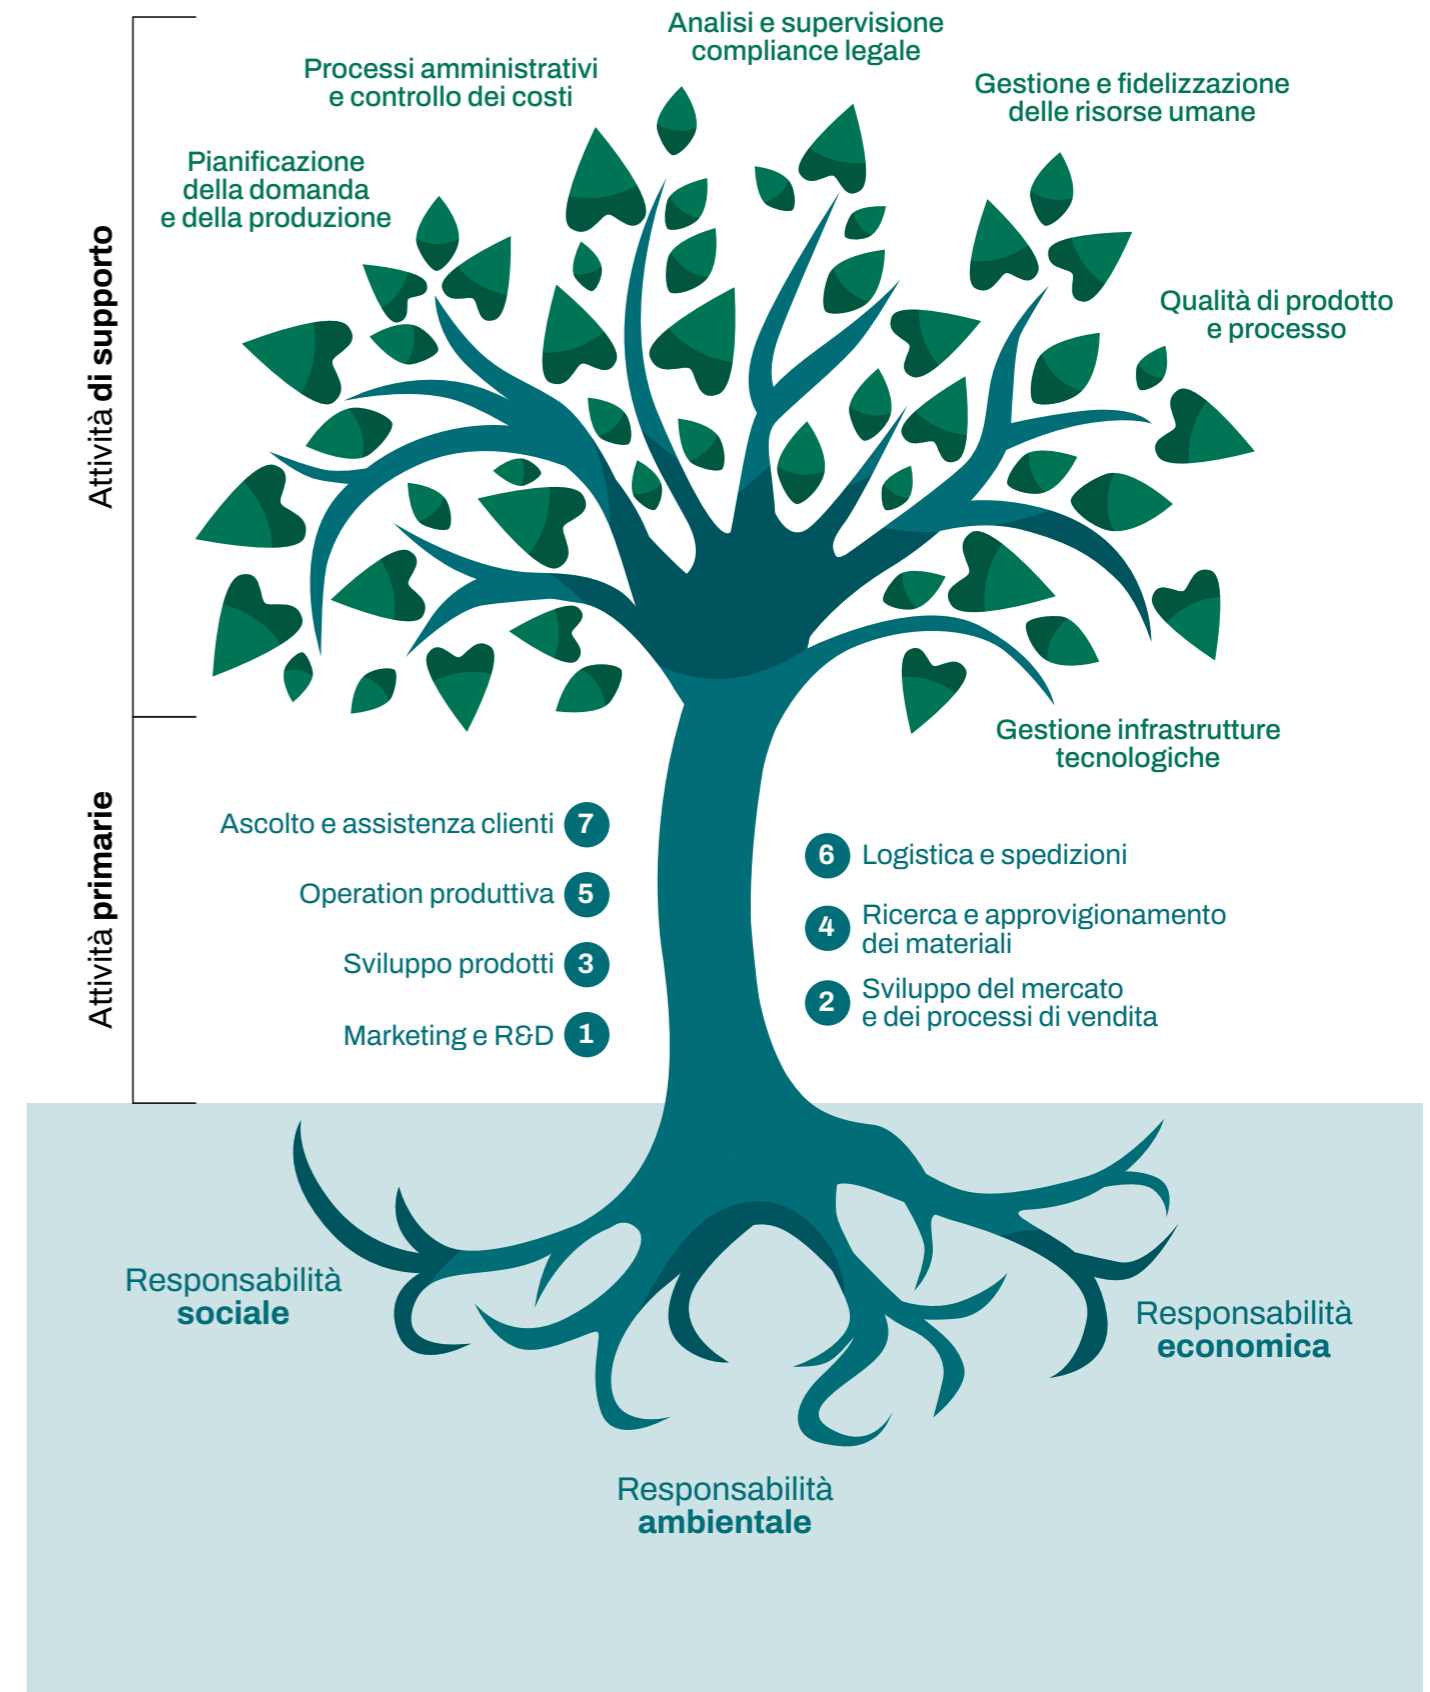 Analisi e supervisione
compliance legale
Processi amministrativi
e controllo dei costi
Gestione e fidelizzazione
delle risorse umane
Pianificazione
della domanda
e della produzione
Qualità di prodotto
e processo
Attività di supporto
Gestione infrastrutture
tecnologiche
Attività primarie
Ascolto e assistenza clienti 7
6 Logistica e spedizioni
Operation produttiva 5
4 Ricerca e approvigionamento
dei materiali
Sviluppo prodotti 3
2 Sviluppo del mercato
e dei processi di vendita
Marketing e R&D 1
Responsabilità
sociale
Responsabilità
economica
Responsabilità
ambientale